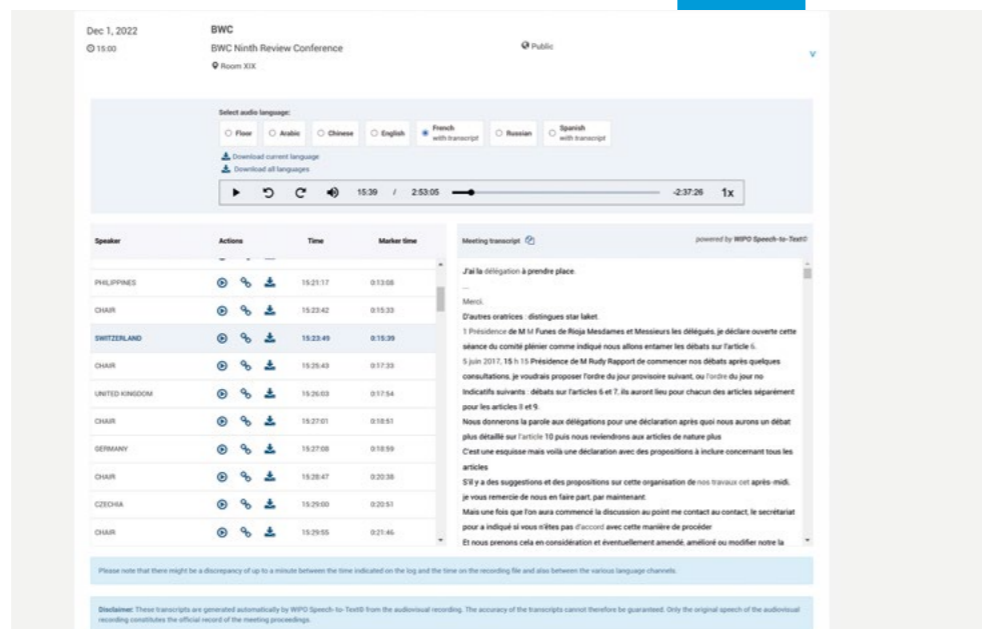 Dec 1, 2022
15:00
BWC
BWC Ninth Review Conference
Room XIX
Public
Select audio language:
Floor
Arabic
Chinese
English
French
with transcript
Russian
Spanish
with transcript
Download current language
Download all languages
15:39 / 2:53:05
-2:37:26
1x
Speaker Actions Time Marker time
PHILIPPINES 15:21:17 0:13:08
CHAIR 15:23:42 0:15:33
SWITZERLAND 15:23:49 0:15:39
CHAIR 15:25:43 0:17:33
UNITED KINGDOM 15:26:03 0:17:54
CHAIR 15:27:01 0:18:51
GERMANY 15:27:08 0:18:59
CHAIR 15:28:47 0:20:38
CZECHIA 15:29:00 0:20:51
CHAIR 15:29:55 0:21:46
Meeting transcript
powered by WIPO Speech-to-Text©
J'ai la délégation à prendre place.
...
Merci.
D'autres oratrices : distingues star laket.
1 Présidence de M M Funes de Rioja Mesdames et Messieurs les délégués, je déclare ouverte cette
séance du comité plénier comme indiqué nous allons entamer les débats sur l'article 6.
5 juin 2017, 15 h 15 Présidence de M Rudy Rapport de commencer nos débats après quelques
consultations, je voudrais proposer l'ordre du jour provisoire suivant, ou l'ordre du jour no
Indicatifs suivants : débats sur l'articles 6 et 7, ils auront lieu pour chacun des articles séparément
pour les articles 8 et 9.
Nous donnerons la parole aux délégations pour une déclaration après quoi nous aurons un débat
plus détaillé sur l'article 10 puis nous reviendrons aux articles de nature plus
C'est une esquisse mais voilà une déclaration avec des propositions à inclure concernant tous les
articles
S'il y a des suggestions et des propositions sur cette organisation de nos travaux cet après-midi,
je vous remercie de nous en faire part, par maintenant.
Mais une fois que l'on aura commencé la discussion au point me contact au contact, le secrétariat
pour a indiqué si vous n'êtes pas d'accord avec cette manière de procéder
Et nous prenons cela en considération et éventuellement amendé, amélioré ou modifier notre la
Please note that there might be a discrepancy of up to a minute between the time indicated on the log and the time on the recording file and also between the various language channels.
Disclaimer: These transcripts are generated automatically by WIPO Speech-to-Text© from the audiovisual recording. The accuracy of the transcripts cannot therefore be guaranteed. Only the original speech of the audiovisual
recording constitutes the official record of the meeting proceedings.